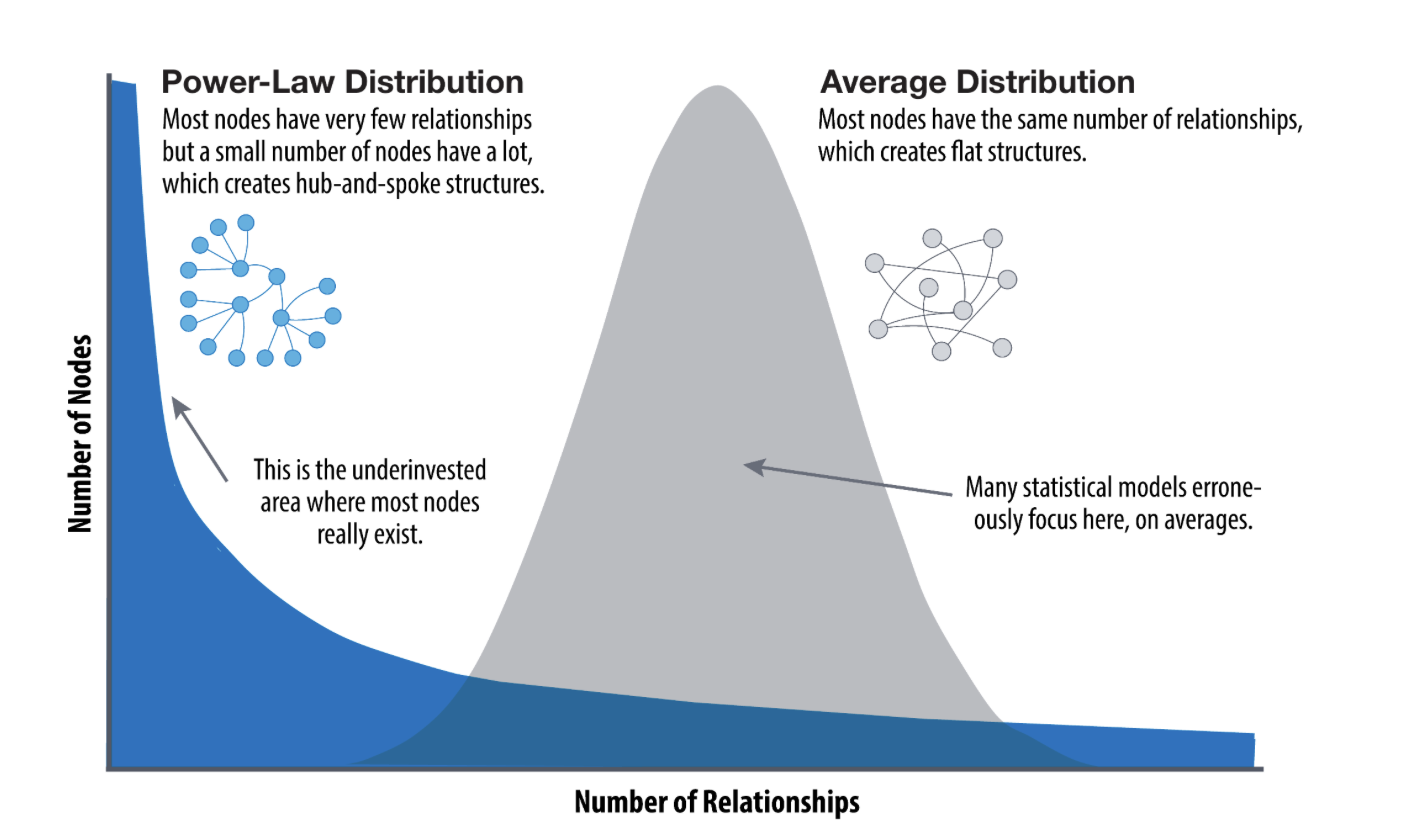 Power-Law Distribution
Most nodes have very few relationships
but a small number of nodes have a lot,
which creates hub-and-spoke structures.
Average Distribution
Most nodes have the same number of relationships,
which creates flat structures.
This is the underinvested
area where most nodes
really exist.
Many statistical models errone-
ously focus here, on averages.
Number of Nodes
Number of Relationships